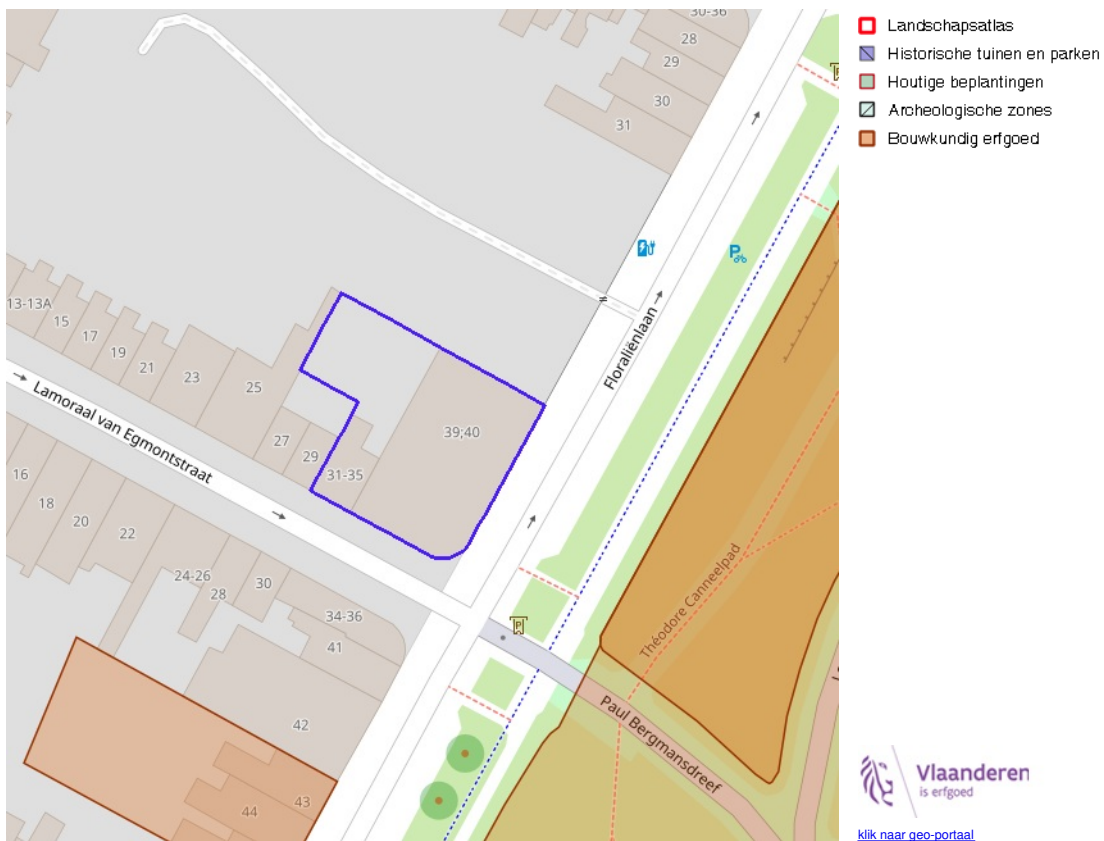 30-36
28
29
30
31
13-13A
15
17
19
21
23
25
27
29
31-35
39;40
Floraliënlaan
Lamoraal van Egmontstraat
16
18
20
22
24-26
28
30
34-36
41
42
43
44
P
P
Théodore Canneelpad
Paul Bergmansdreef
Landschapsatlas
Historische tuinen en parken
Houtige beplantingen
Archeologische zones
Bouwkundig erfgoed
Vlaanderen
is erfgoed
klik naar geo-portaal